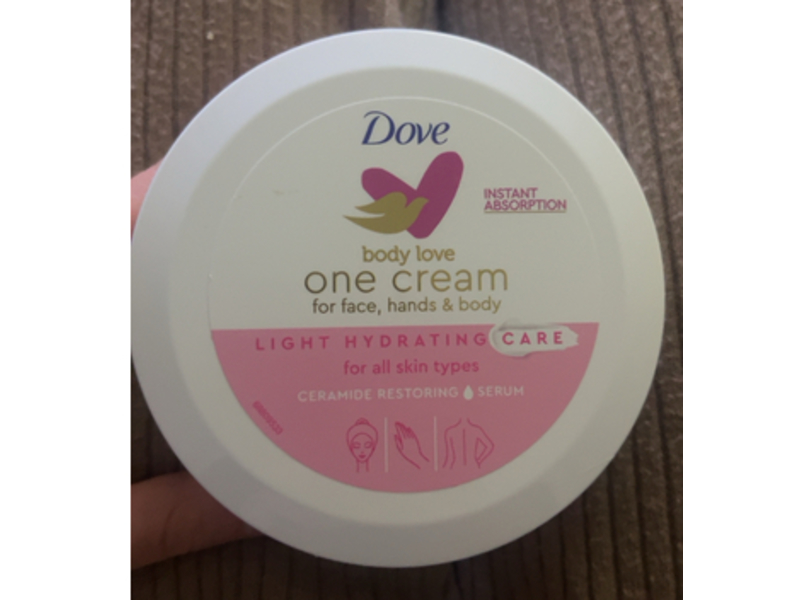 Dove
INSTANT
ABSORPTION
body love
one cream
for face, hands & body
LIGHT HYDRATING CARE
for all skin types
CERAMIDE RESTORING SERUM